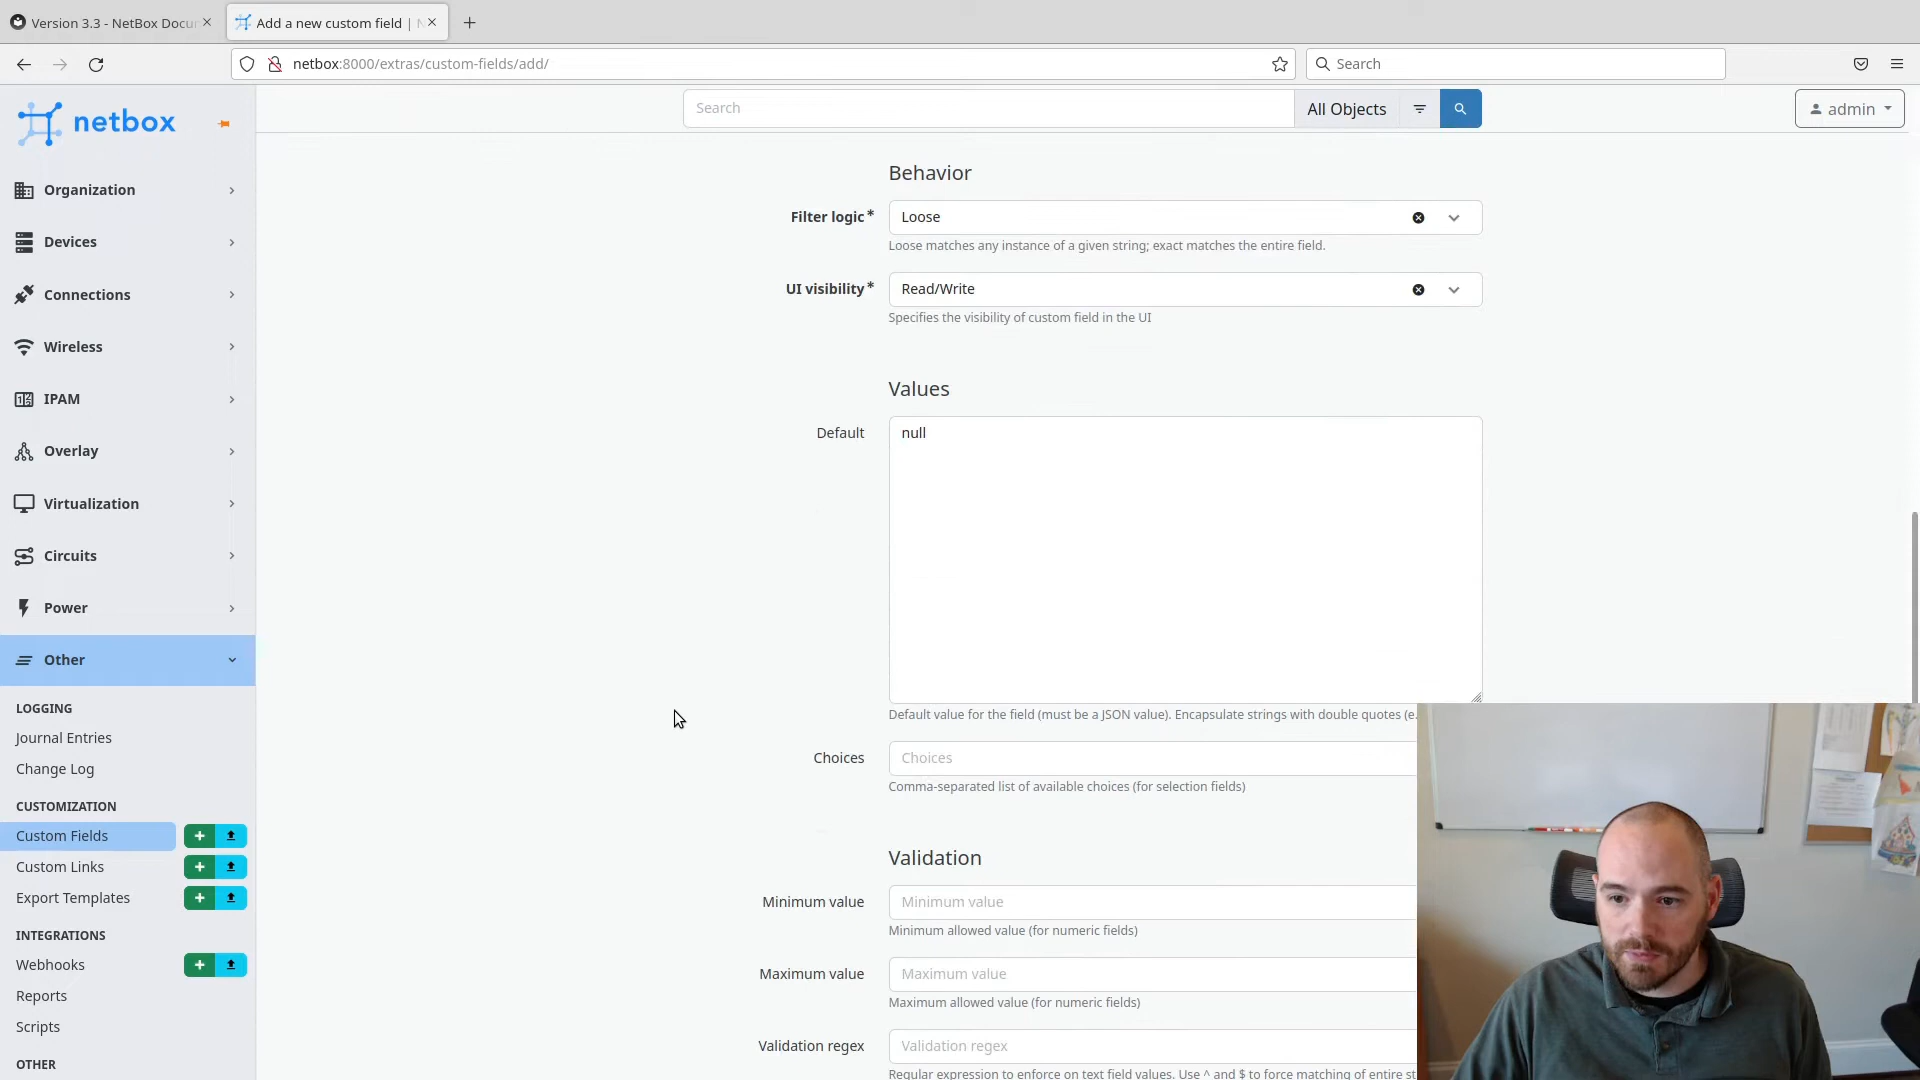 Version 3.3 - NetBox Docu
Add a new custom field |
netbox:8000/extras/custom-fields/add/
Search
netbox
Search
All Objects
admin
Organization
Devices
Connections
Wireless
IPAM
Overlay
Virtualization
Circuits
Power
Other
LOGGING
Journal Entries
Change Log
CUSTOMIZATION
Custom Fields
Custom Links
Export Templates
INTEGRATIONS
Webhooks
Reports
Scripts
OTHER
Behavior
Filter logic*
Loose
Loose matches any instance of a given string; exact matches the entire field.
UI visibility*
Read/Write
Specifies the visibility of custom field in the UI
Values
Default
null
Default value for the field (must be a JSON value). Encapsulate strings with double quotes (e.
Choices
Choices
Comma-separated list of available choices (for selection fields)
Validation
Minimum value
Minimum value
Minimum allowed value (for numeric fields)
Maximum value
Maximum value
Maximum allowed value (for numeric fields)
Validation regex
Validation regex
Regular expression to enforce on text field values. Use ^ and $ to force matching of entire st